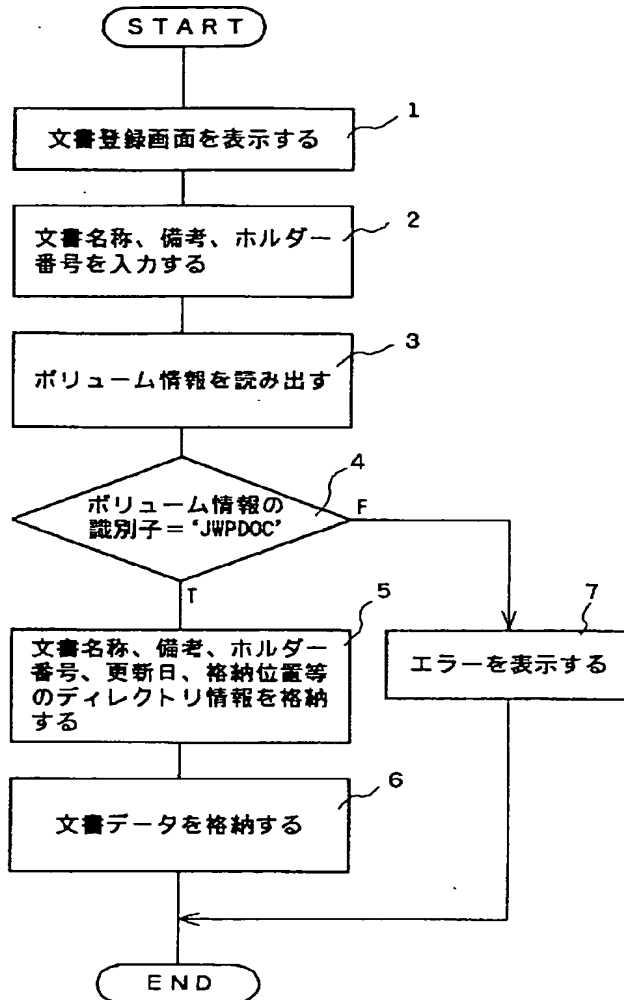 START
1
文書登録画面を表示する
2
文書名称、備考、ホルダー
番号を入力する
3
ボリューム情報を読み出す
4
ボリューム情報の
識別子＝‘JWPDOC’
F
T
5
文書名称、備考、ホルダー
番号、更新日、格納位置等
のディレクトリ情報を格納
する
7
エラーを表示する
6
文書データを格納する
END